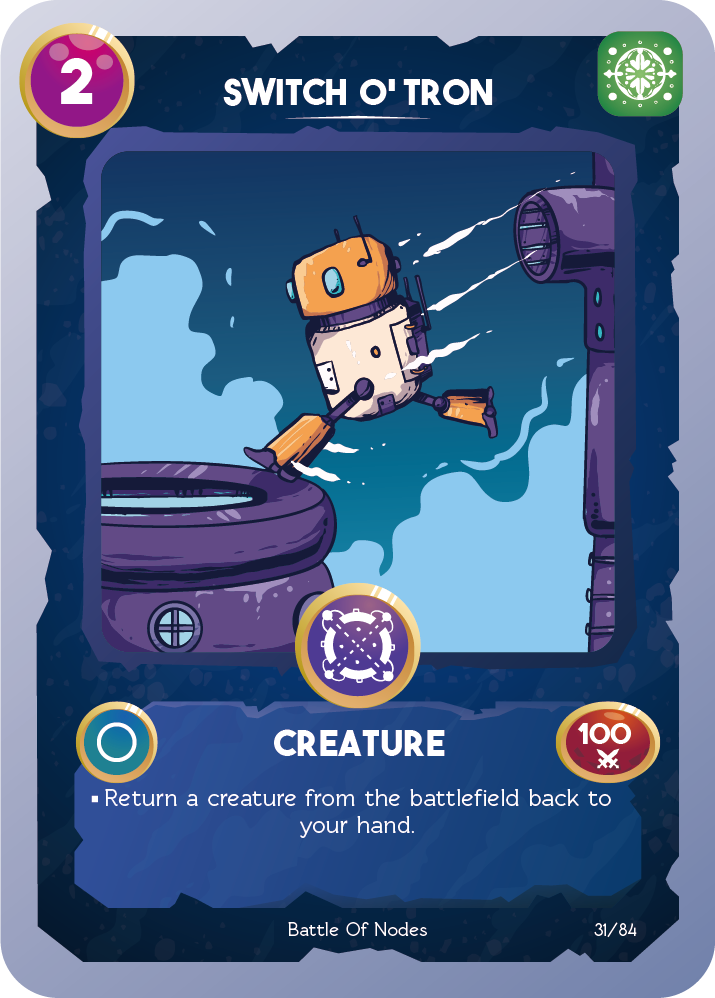 2
SWITCH O' TRON
CREATURE
100
▪ Return a creature from the battlefield back to
your hand.
Battle Of Nodes
31/84